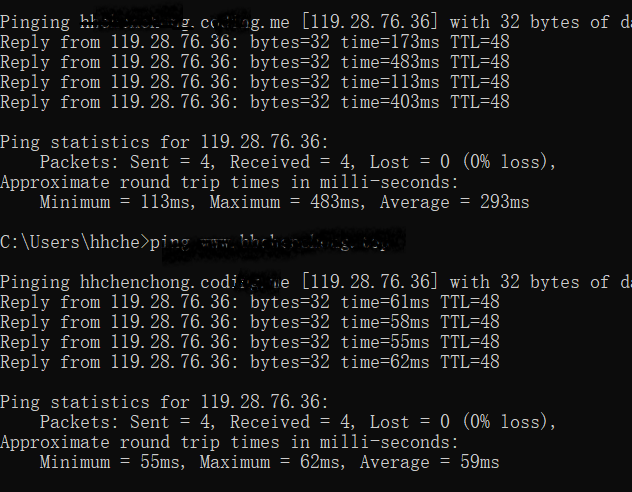 Pinging [119.28.76.36] with 32 bytes of da
Reply from 119.28.76.36: bytes=32 time=173ms TTL=48
Reply from 119.28.76.36: bytes=32 time=483ms TTL=48
Reply from 119.28.76.36: bytes=32 time=113ms TTL=48
Reply from 119.28.76.36: bytes=32 time=403ms TTL=48
Ping statistics for 119.28.76.36:
Packets: Sent = 4, Received = 4, Lost = 0 (0% loss),
Approximate round trip times in milli-seconds:
Minimum = 113ms, Maximum = 483ms, Average = 293ms
C:\Users\hhche>ping
Pinging [119.28.76.36] with 32 bytes of da
Reply from 119.28.76.36: bytes=32 time=61ms TTL=48
Reply from 119.28.76.36: bytes=32 time=58ms TTL=48
Reply from 119.28.76.36: bytes=32 time=55ms TTL=48
Reply from 119.28.76.36: bytes=32 time=62ms TTL=48
Ping statistics for 119.28.76.36:
Packets: Sent = 4, Received = 4, Lost = 0 (0% loss),
Approximate round trip times in milli-seconds:
Minimum = 55ms, Maximum = 62ms, Average = 59ms